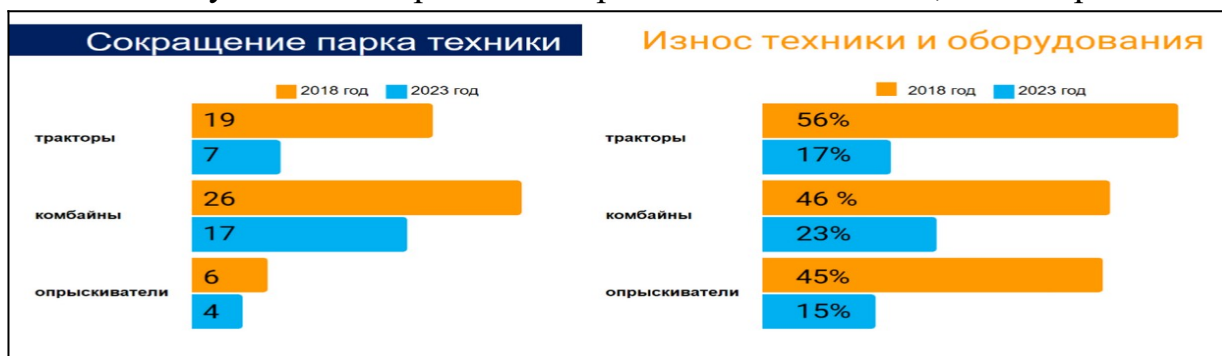 Сокращение парка техники
2018 год 2023 год
тракторы
19
7
комбайны
26
17
опрыскиватели
6
4
Износ техники и оборудования
2018 год 2023 год
тракторы
56%
17%
комбайны
46 %
23%
опрыскиватели
45%
15%